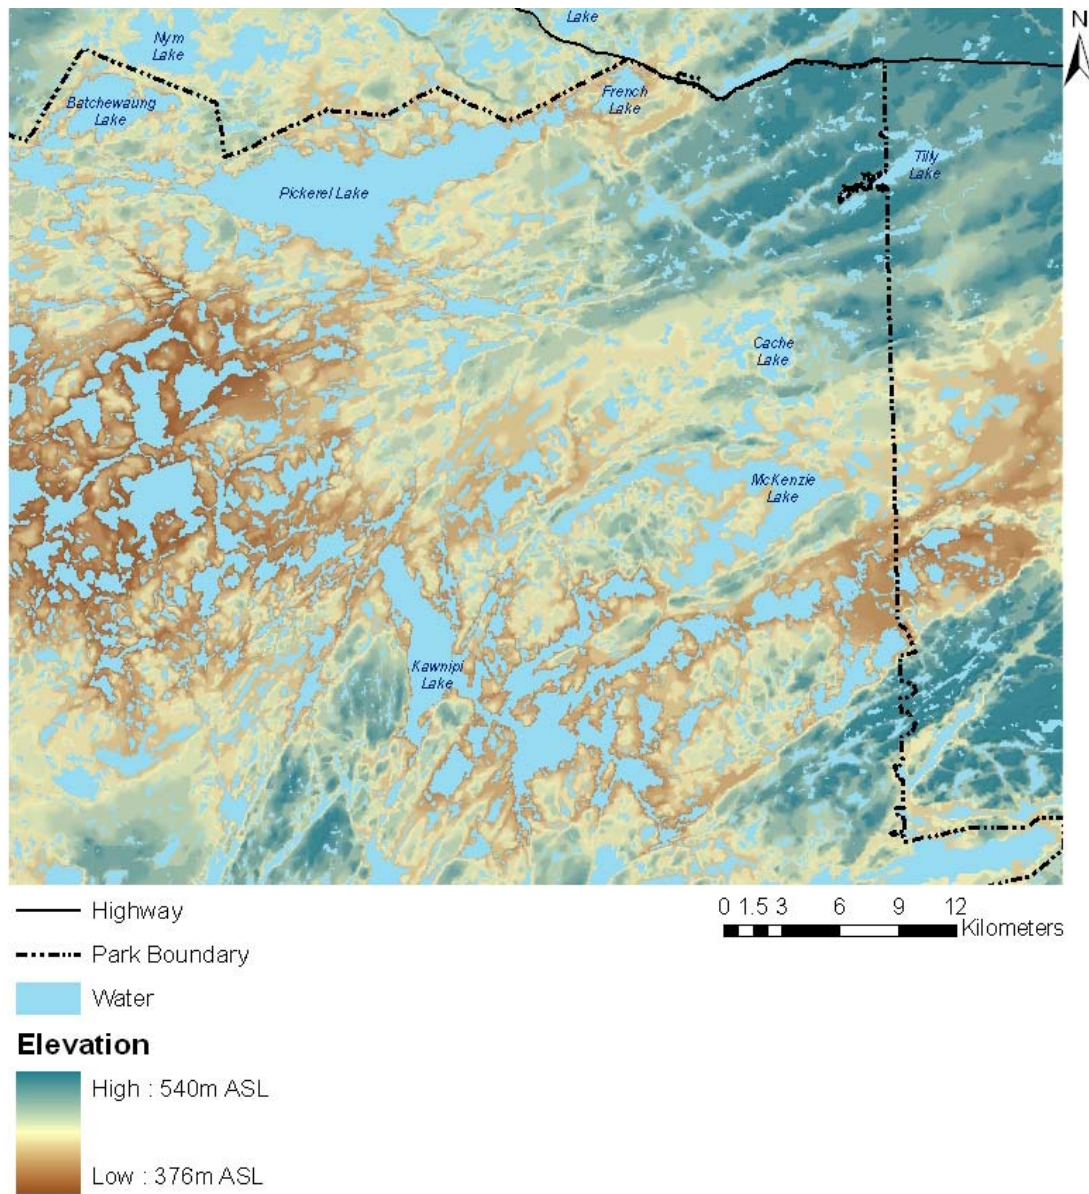 Lake
N
Nym
Lake
Batchewaung
Lake
French
Lake
Tilly
Lake
Pickerel Lake
Cache
Lake
McKenzie
Lake
Kawnipi
Lake
Highway
0 1.5 3 6 9 12
Kilometers
Park Boundary
Water
Elevation
High : 540m ASL
Low : 376m ASL